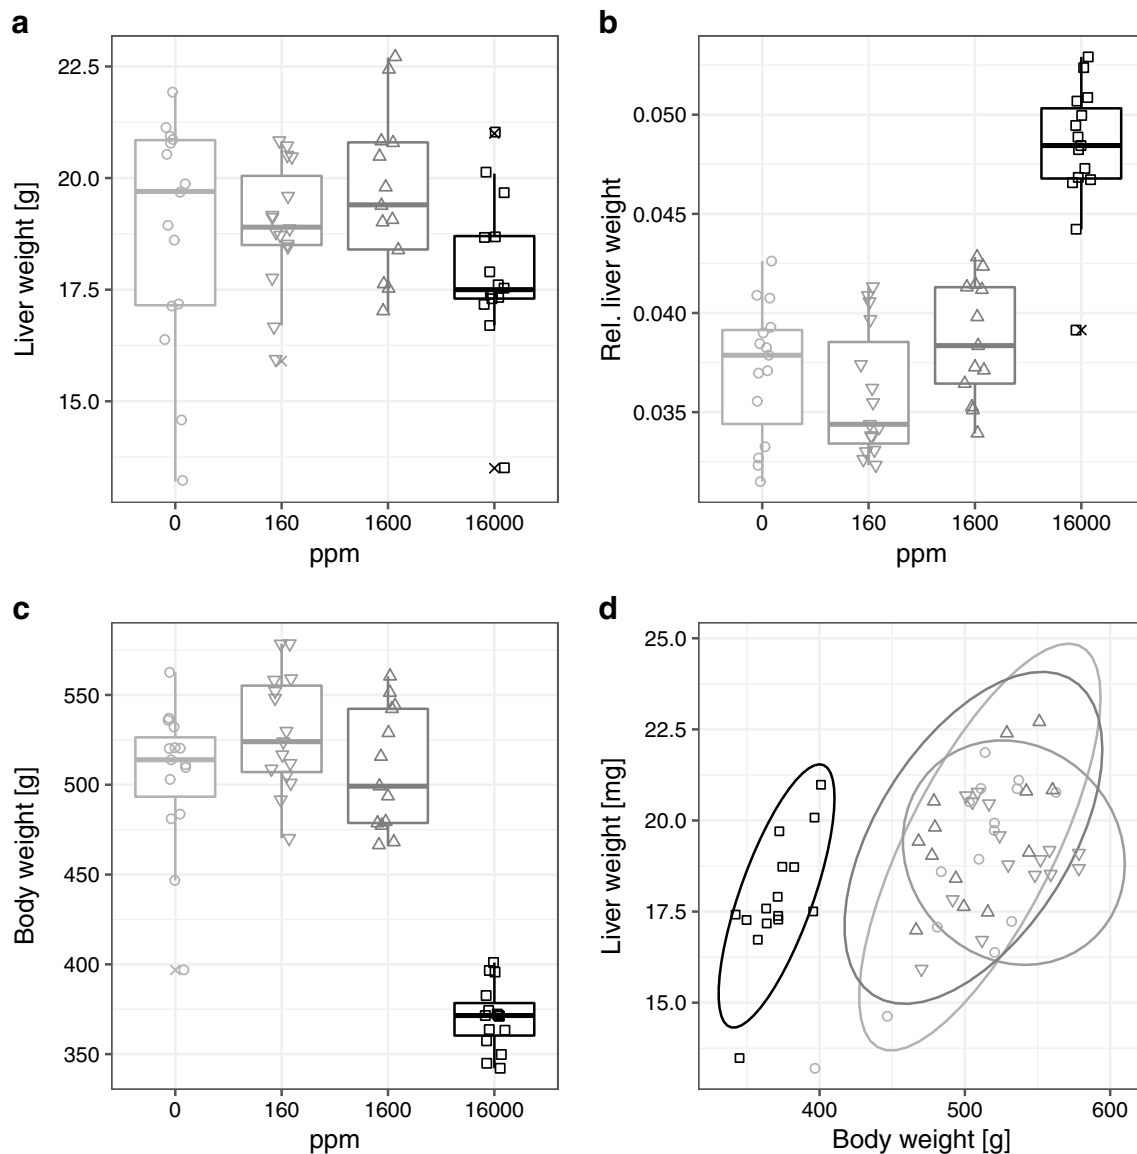 a
Liver weight [g]
22.5
20.0
17.5
15.0
0 160 1600 16000
ppm
b
Rel. liver weight
0.050
0.045
0.040
0.035
0 160 1600 16000
ppm
c
Body weight [g]
550
500
450
400
350
0 160 1600 16000
ppm
d
Liver weight [mg]
25.0
22.5
20.0
17.5
15.0
400 500 600
Body weight [g]